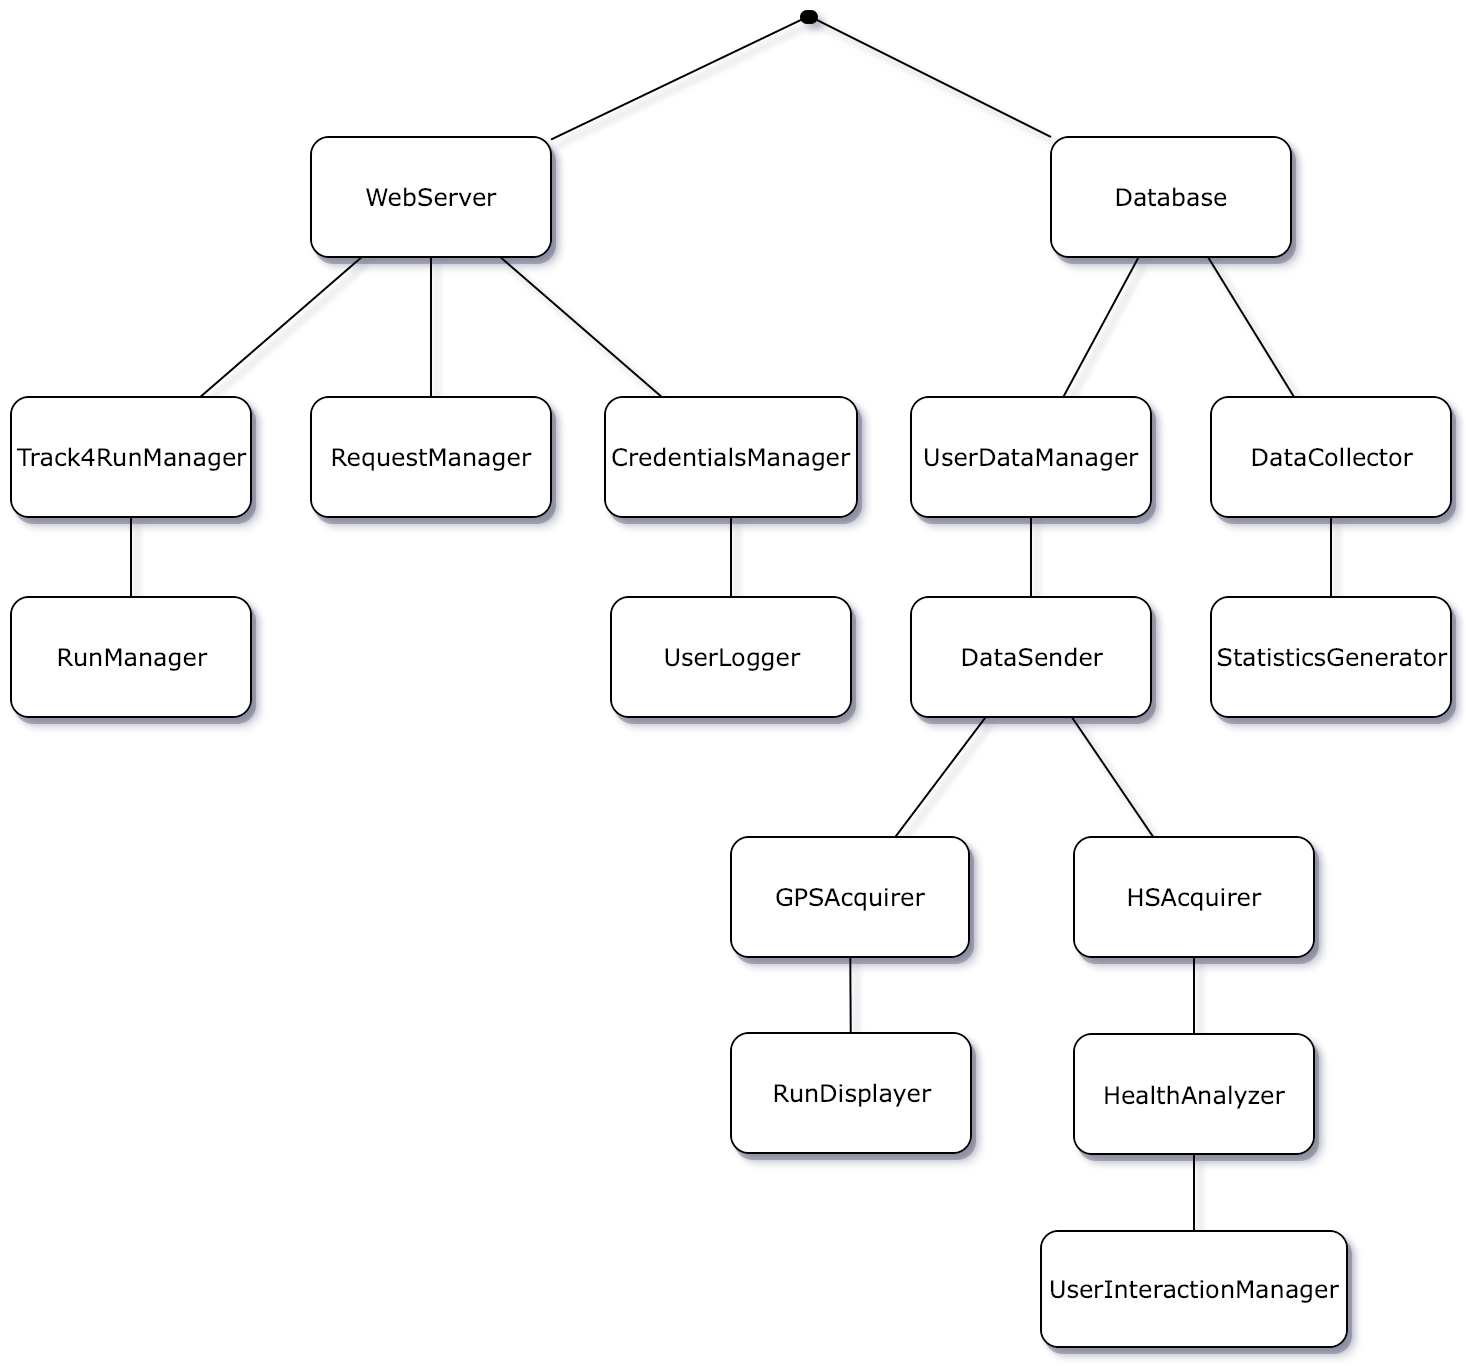 WebServer
Database
Track4RunManager
RequestManager
CredentialsManager
UserDataManager
DataCollector
RunManager
UserLogger
DataSender
StatisticsGenerator
GPSAcquirer
HSAcquirer
RunDisplayer
HealthAnalyzer
UserInteractionManager